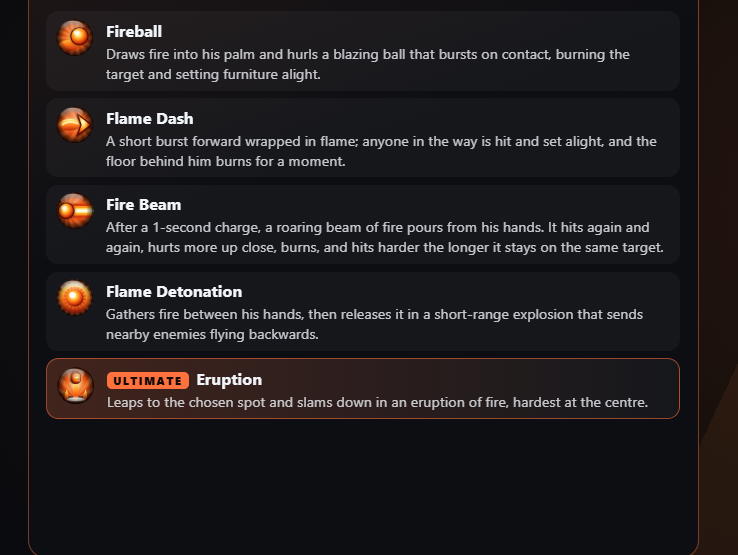 Fireball
Draws fire into his palm and hurls a blazing ball that bursts on contact, burning the
target and setting furniture alight.
Flame Dash
A short burst forward wrapped in flame; anyone in the way is hit and set alight, and the
floor behind him burns for a moment.
Fire Beam
After a 1-second charge, a roaring beam of fire pours from his hands. It hits again and
again, hurts more up close, burns, and hits harder the longer it stays on the same target.
Flame Detonation
Gathers fire between his hands, then releases it in a short-range explosion that sends
nearby enemies flying backwards.
ULTIMATE Eruption
Leaps to the chosen spot and slams down in an eruption of fire, hardest at the centre.